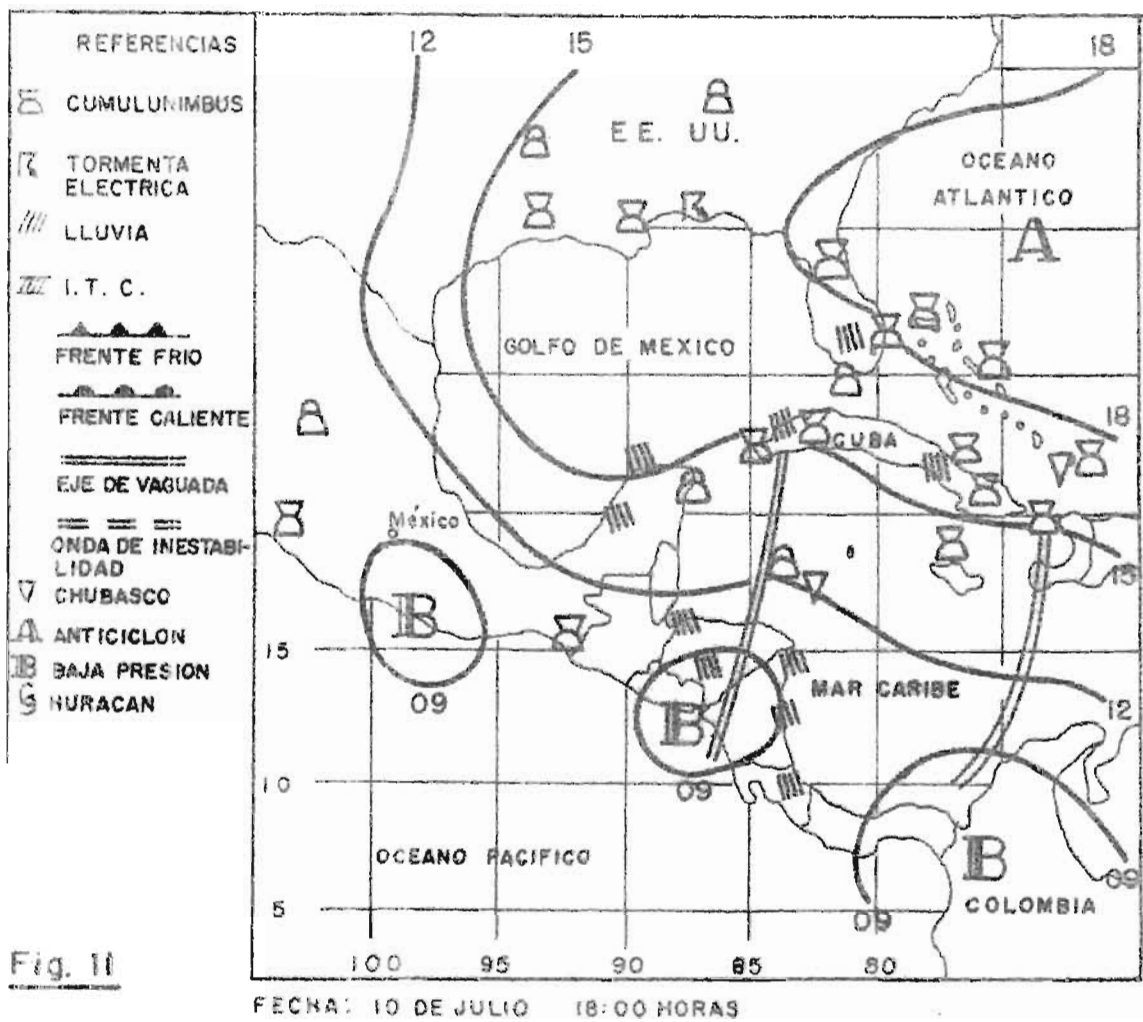 REFERENCIAS
CUMULUNIMBUS
TORMENTA
ELECTRICA
LLUVIA
I.T.C.
FRENTE FRIO
FRENTE CALIENTE
EJE DE VAGUADA
ONDA DE INESTABI-
LIDAD
CHUBASCO
A ANTICICLON
B BAJA PRESION
HURACAN
12
15
18
EE. UU.
OCEANO
ATLANTICO
A
GOLFO DE MEXICO
18
CUBA
México
15
B
15
MAR CARIBE
12
09
B
10
09
OCEANO PACIFICO
B
09
5
09
COLOMBIA
100
95
90
85
80
Fig. 11
FECHA: 10 DE JULIO 18:00 HORAS